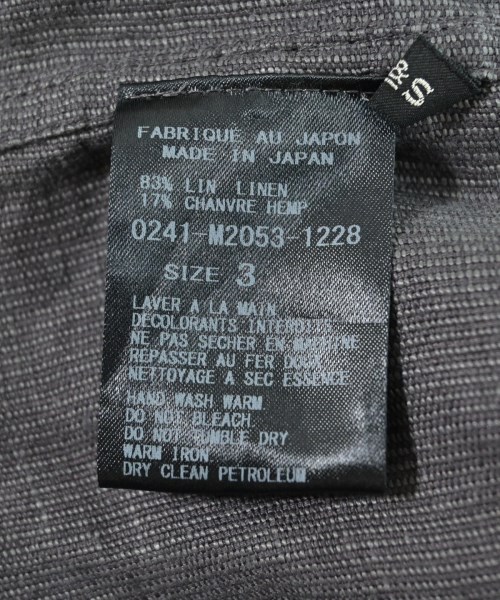 FABRIQUE AU JAPON
MADE IN JAPAN
83% LIN LINEN
17% CHANVRE HEMP
0241-M2053-1228
SIZE 3
LAVER A LA MAIN
DECOLORANTS INTERDITS
NE PAS SECHER EN MACHINE
REPASSER AU FER DOUX
NETTOYAGE A SEC ESSENCE
HAND WASH WARM
DO NOT BLEACH
DO NOT TUMBLE DRY
WARM IRON
DRY CLEAN PETROLEUM.